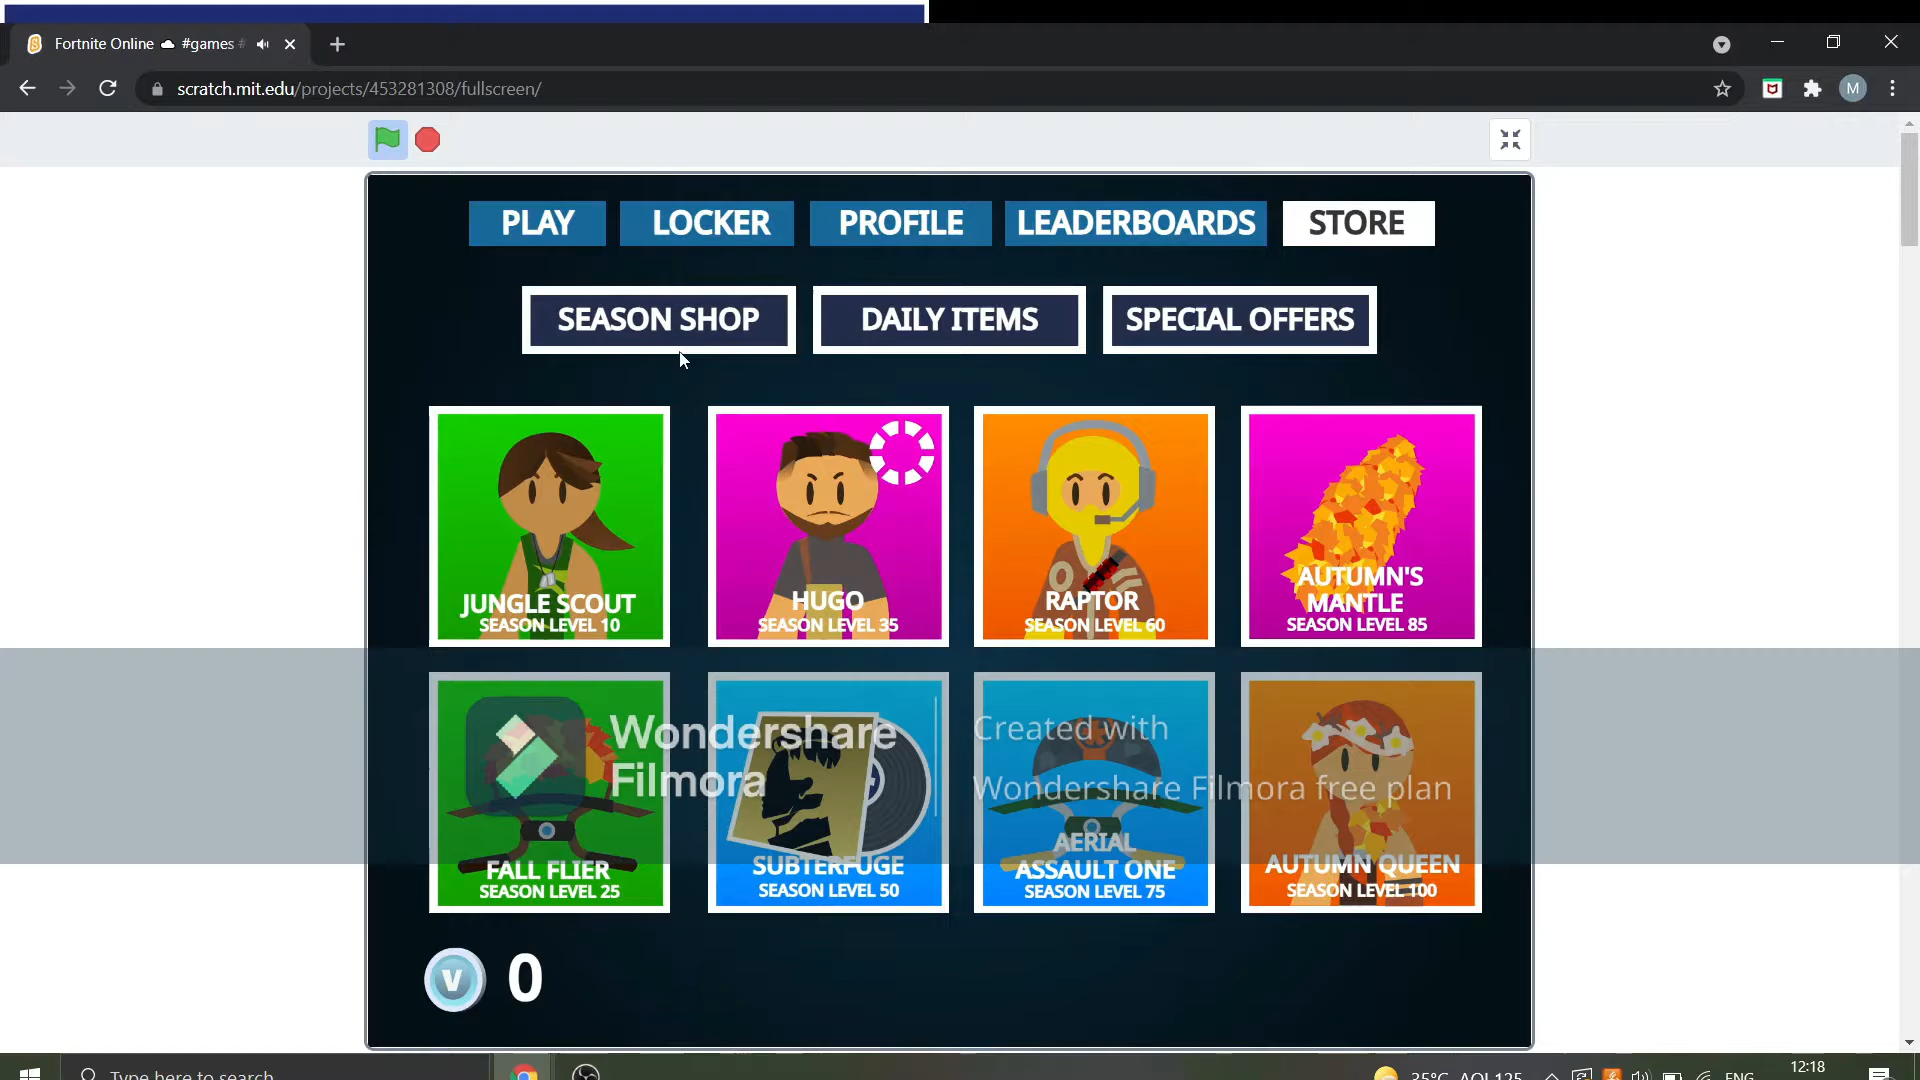 Fortnite Online ☁ #games #
scratch.mit.edu/projects/453281308/fullscreen/
M
PLAY LOCKER PROFILE LEADERBOARDS STORE
SEASON SHOP DAILY ITEMS SPECIAL OFFERS
JUNGLE SCOUT
SEASON LEVEL 10
HUGO
SEASON LEVEL 35
RAPTOR
SEASON LEVEL 60
AUTUMN'S
MANTLE
SEASON LEVEL 85
Wondershare
Filmora
Created with
Wondershare Filmora free plan
FALL FLIER
SEASON LEVEL 25
SUBTERFUGE
SEASON LEVEL 50
AERIAL
ASSAULT ONE
SEASON LEVEL 75
AUTUMN QUEEN
SEASON LEVEL 100
V 0
Type here to search
35°C AQI 125
ENG
12:18